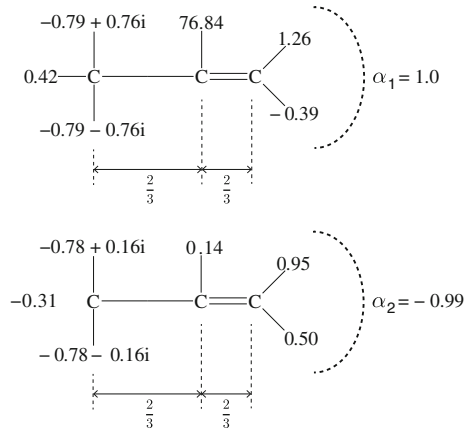 −0.79 + 0.76i 76.84
1.26
0.42 C C C α1 = 1.0
−0.39
−0.79 − 0.76i
2/3 2/3
−0.78 + 0.16i 0.14
0.95
−0.31 C C C α2 = −0.99
0.50
−0.78 − 0.16i
2/3 2/3